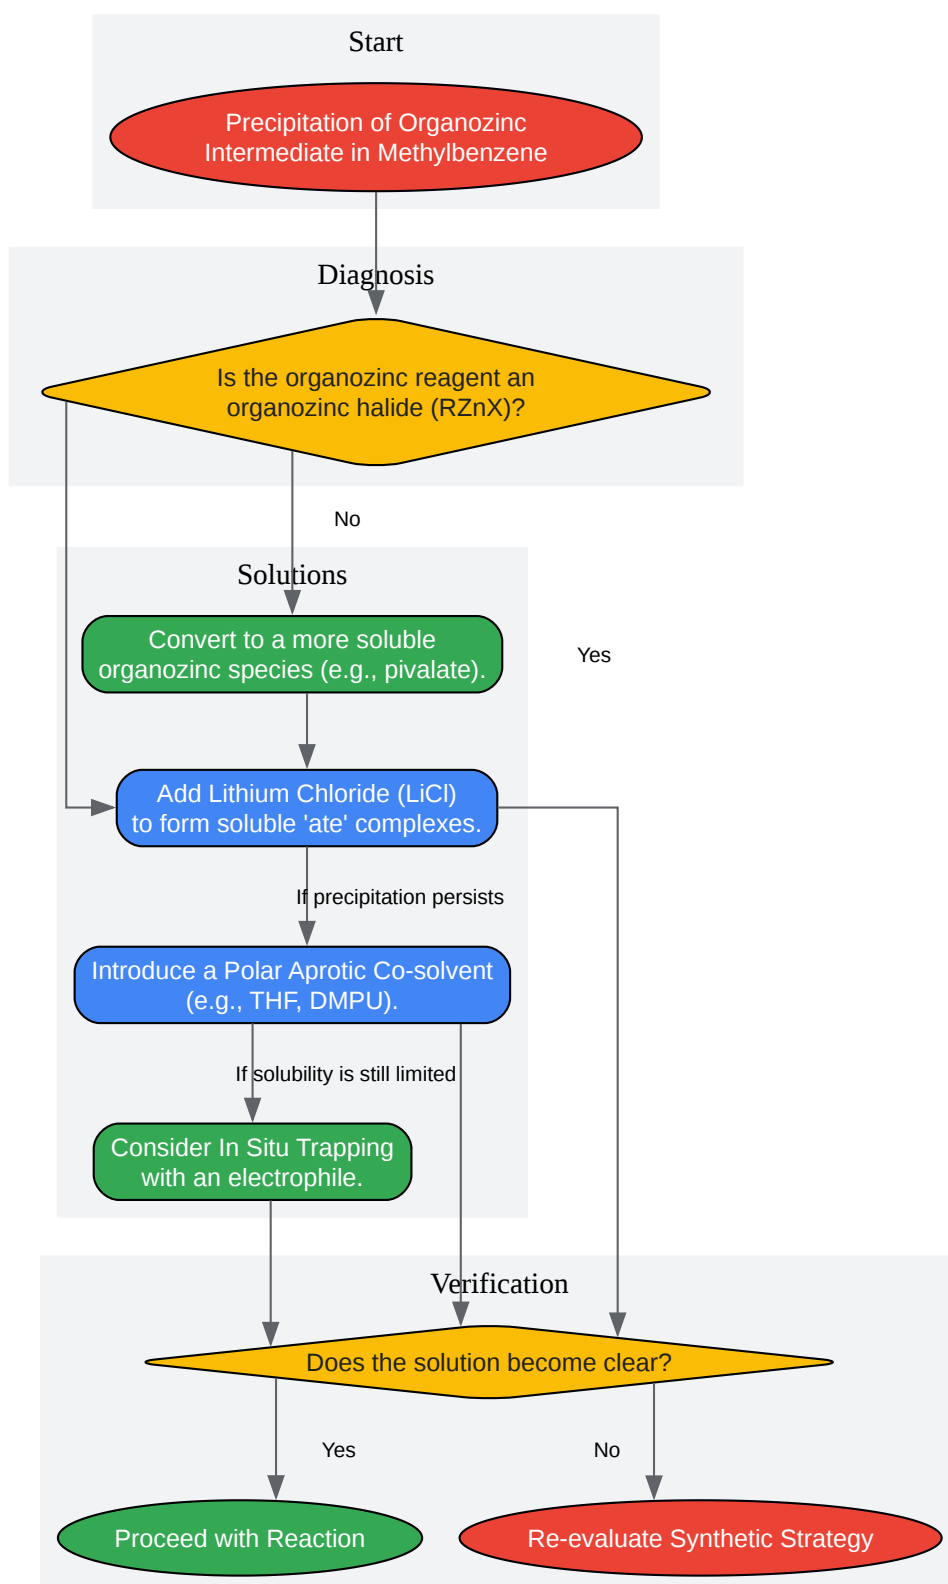 Start
Precipitation of Organozinc
Intermediate in Methylbenzene
Diagnosis
Is the organozinc reagent an
organozinc halide (RZnX)?
No
Solutions
Convert to a more soluble
organozinc species (e.g., pivalate).
Yes
Add Lithium Chloride (LiCl)
to form soluble 'ate' complexes.
If precipitation persists
Introduce a Polar Aprotic Co-solvent
(e.g., THF, DMPU).
If solubility is still limited
Consider In Situ Trapping
with an electrophile.
Verification
Does the solution become clear?
Yes
No
Proceed with Reaction
Re-evaluate Synthetic Strategy